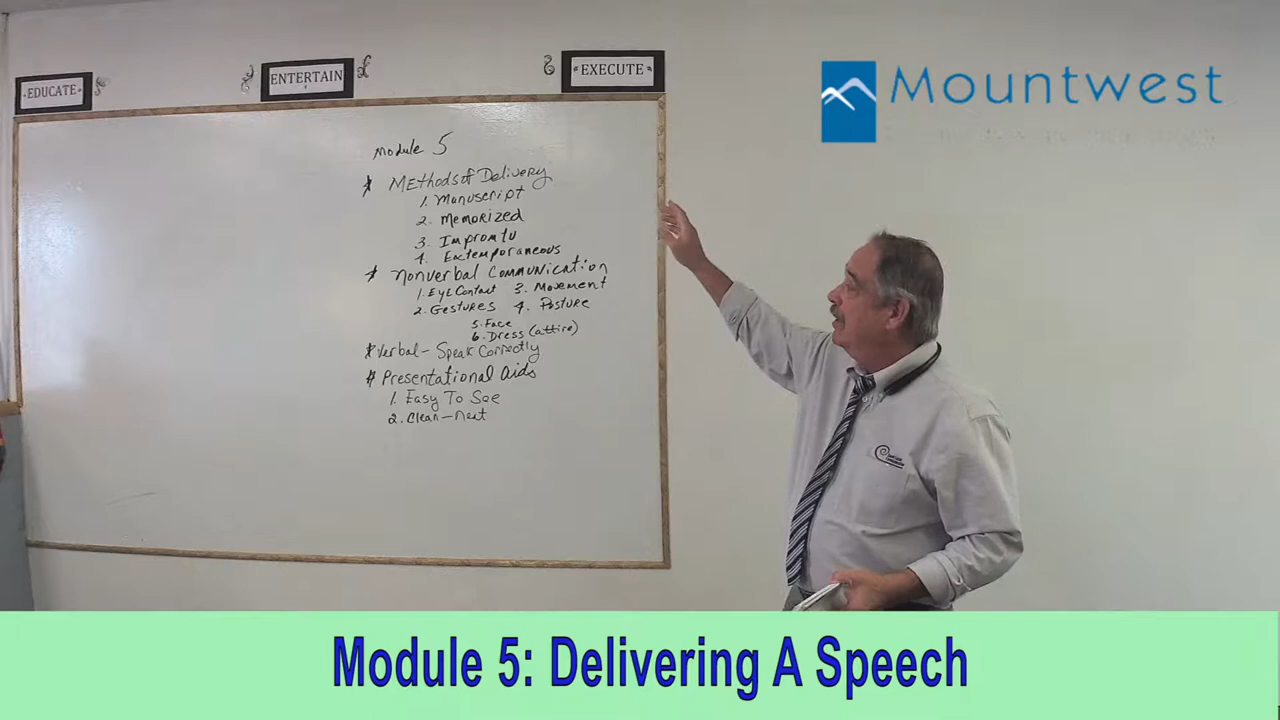 EDUCATE
ENTERTAIN
EXECUTE
Mountwest
Module 5
* Methods of Delivery
1. Manuscript
2. Memorized
3. Impromtu
4. Extemporaneous
* Nonverbal Communication
1. Eye Contact 3. Movement
2. Gestures 4. Posture
5. Face
6. Dress (attire)
* Verbal - Speak Correctly
* Presentational Aids
1. Easy To See
2. Clean - neat
Module 5: Delivering A Speech